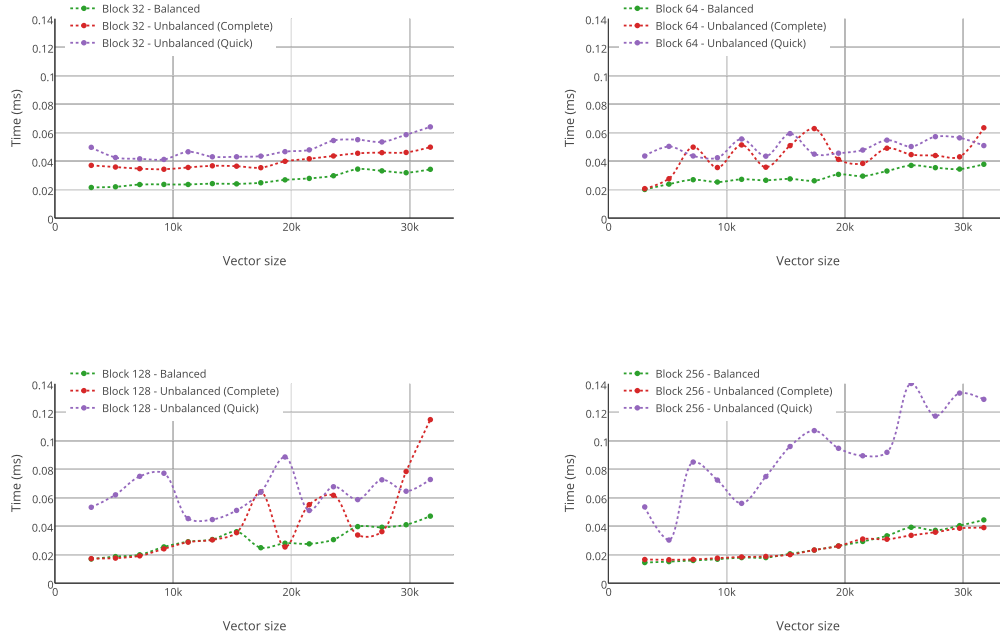 Block 32 - Balanced
Block 32 - Unbalanced (Complete)
Block 32 - Unbalanced (Quick)
0.14
0.12
0.1
0.08
0.06
0.04
0.02
0
0 10k 20k 30k
Time (ms)
Vector size
Block 64 - Balanced
Block 64 - Unbalanced (Complete)
Block 64 - Unbalanced (Quick)
0.14
0.12
0.1
0.08
0.06
0.04
0.02
0
0 10k 20k 30k
Time (ms)
Vector size
Block 128 - Balanced
Block 128 - Unbalanced (Complete)
Block 128 - Unbalanced (Quick)
0.14
0.12
0.1
0.08
0.06
0.04
0.02
0
0 10k 20k 30k
Time (ms)
Vector size
Block 256 - Balanced
Block 256 - Unbalanced (Complete)
Block 256 - Unbalanced (Quick)
0.14
0.12
0.1
0.08
0.06
0.04
0.02
0
0 10k 20k 30k
Time (ms)
Vector size